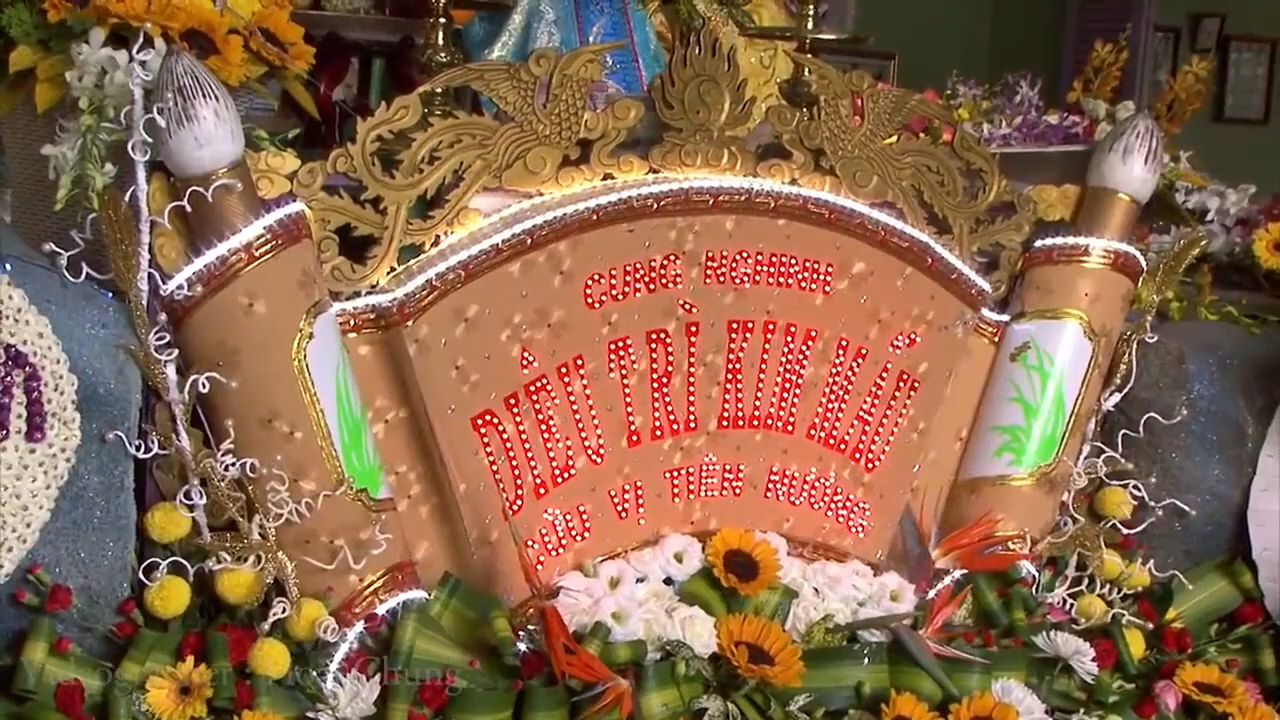 CUNG NGHINH
DIÊU TRÌ KIM MẪU
CỬU VỊ TIÊN NƯƠNG